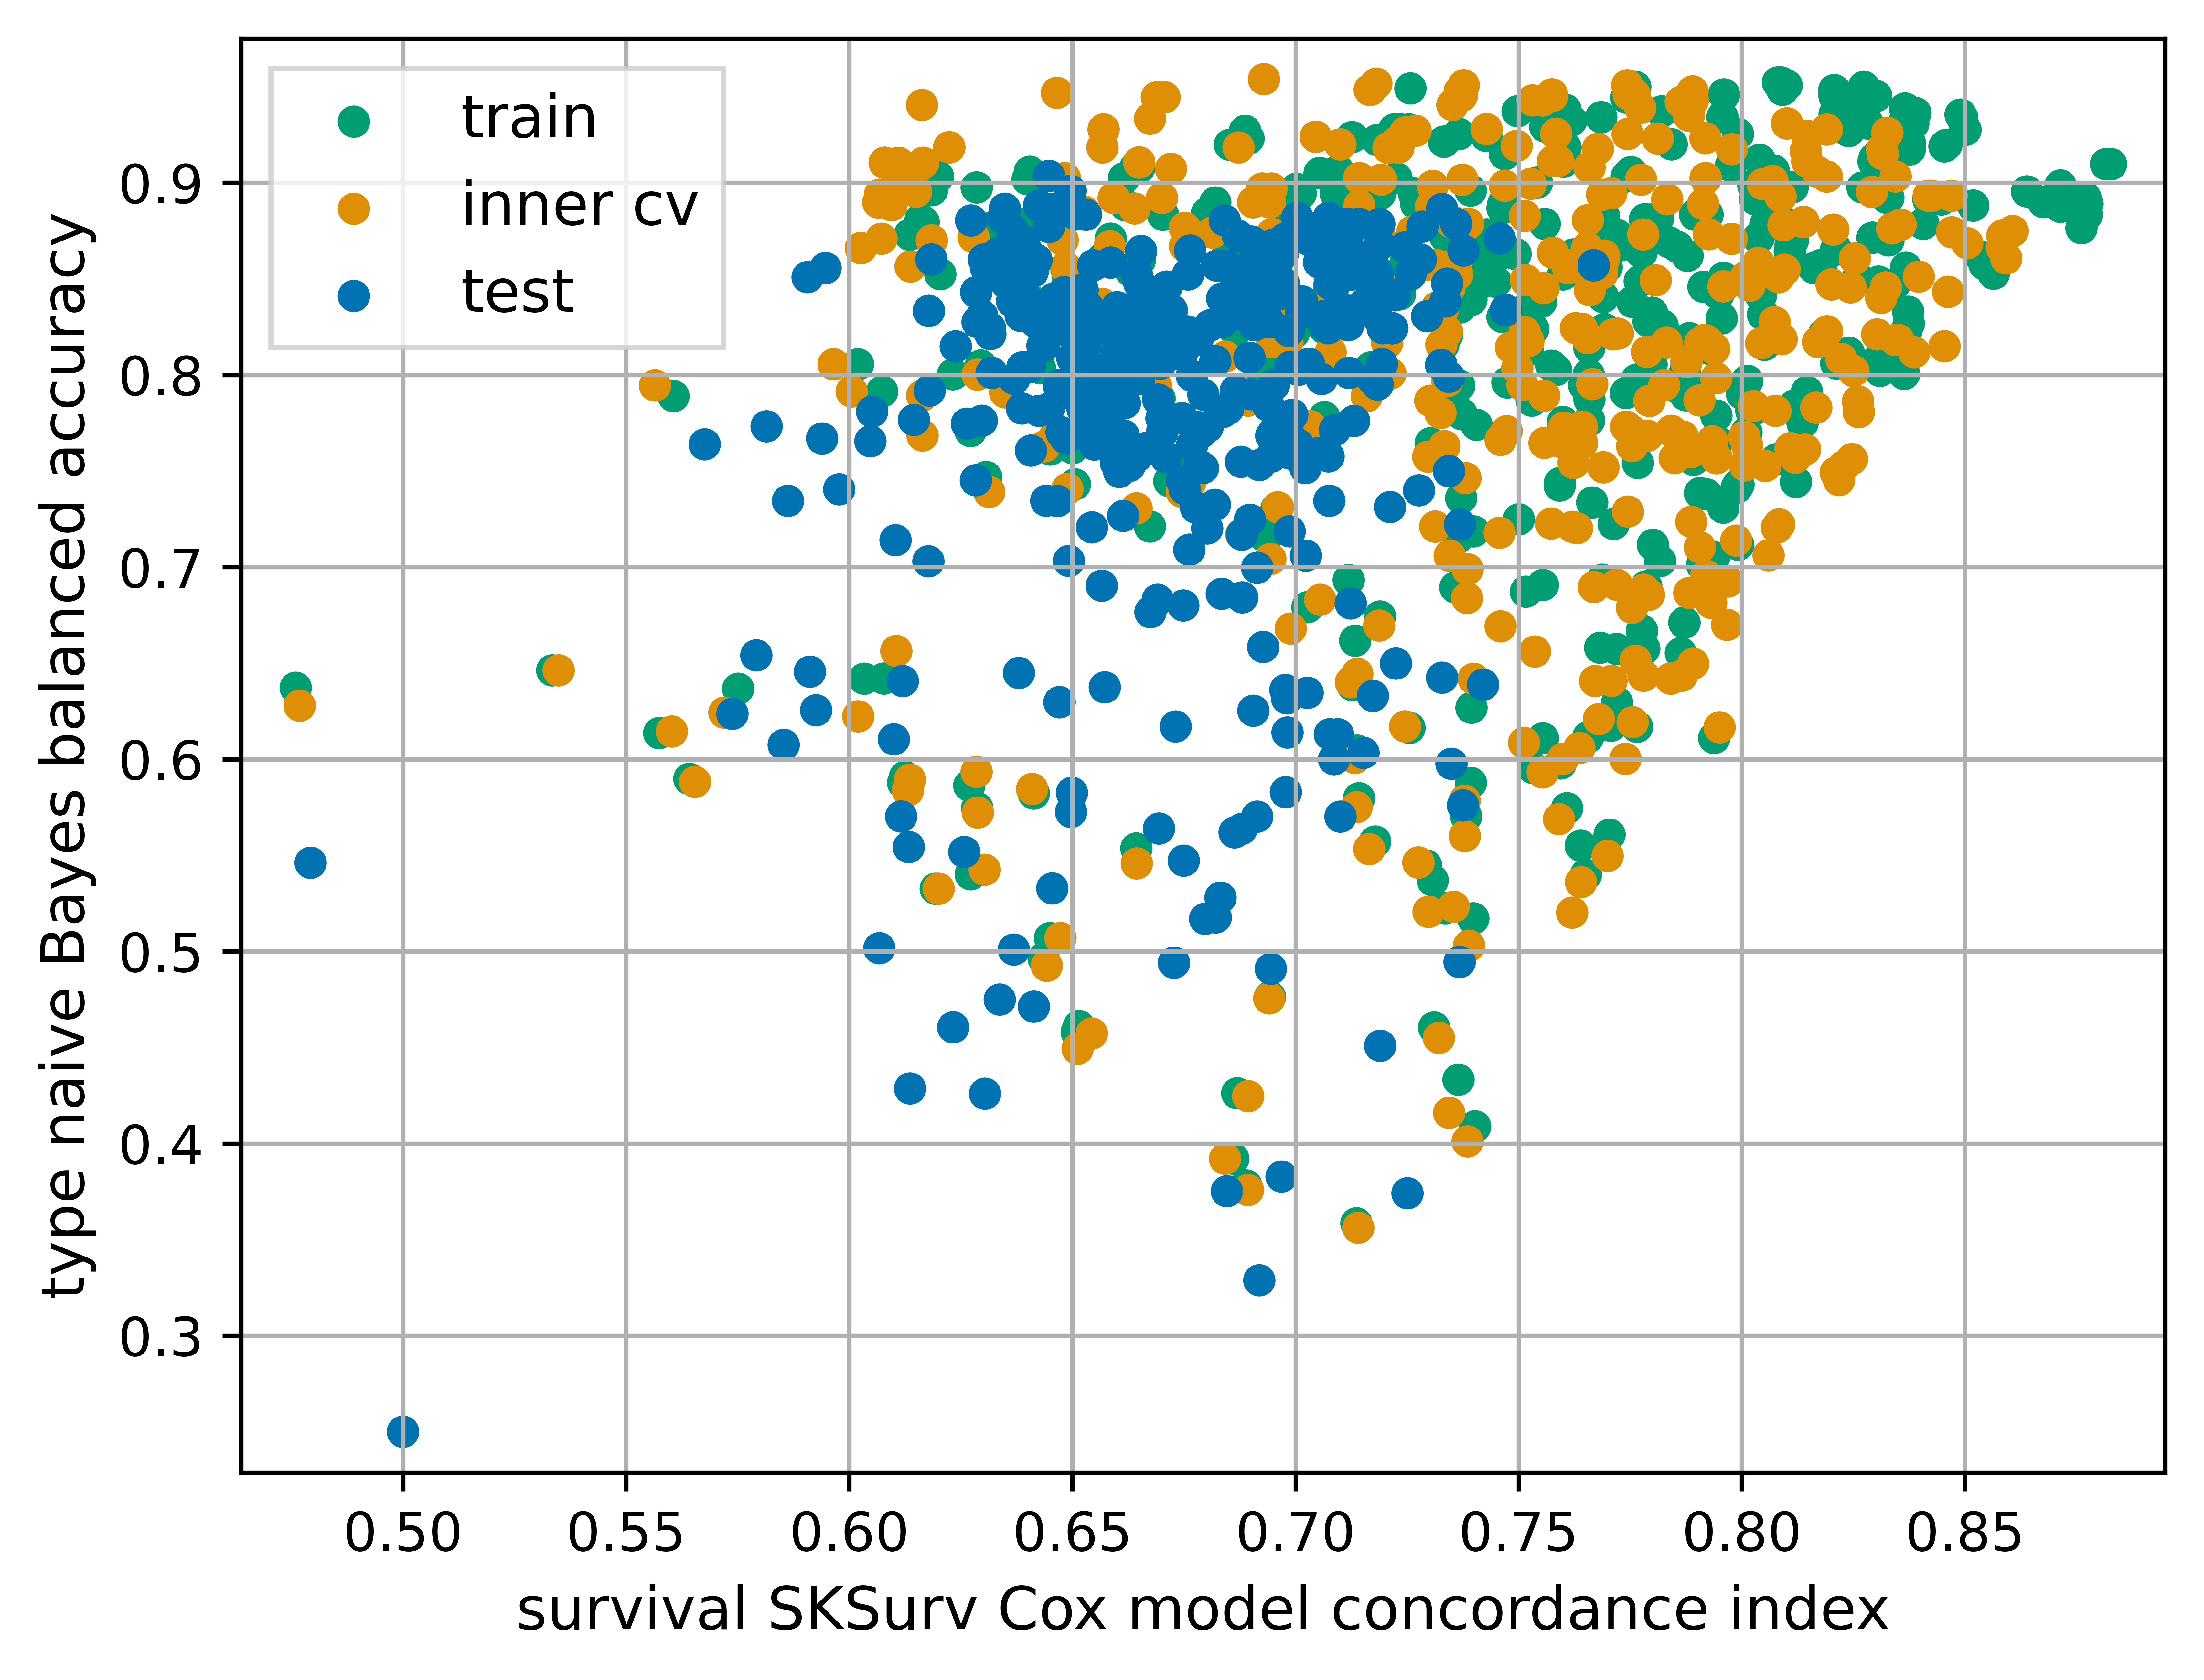 train
inner cv
test
0.9
0.8
0.7
0.6
0.5
0.4
0.3
type naive Bayes balanced accuracy
0.50 0.55 0.60 0.65 0.70 0.75 0.80 0.85
survival SKSurv Cox model concordance index